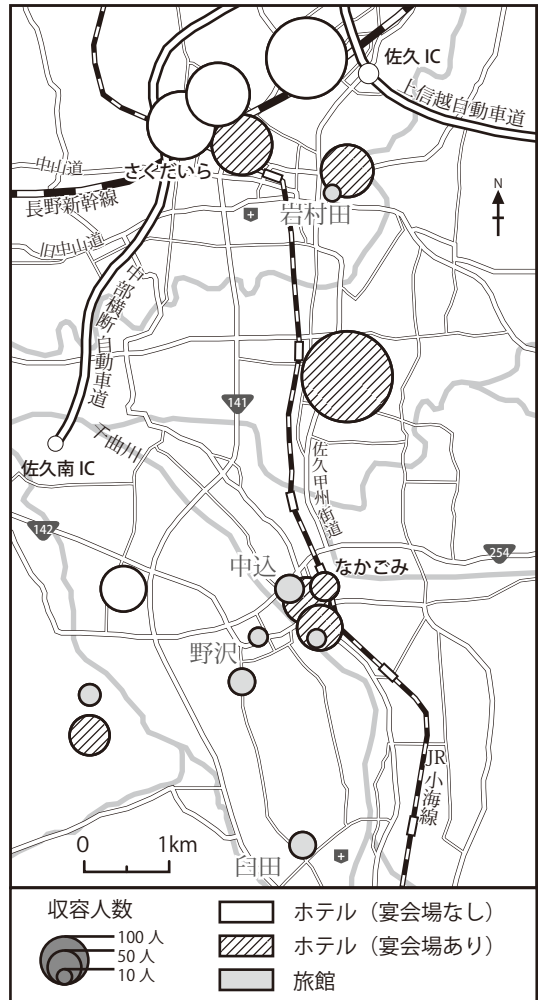 佐久 IC
上信越自動車道
中山道
さくだいら
長野新幹線
岩村田
N
旧中山道
中部横断自動車道
141
千曲川
佐久南 IC
佐久甲州街道
142
254
中込
なかごみ
野沢
JR小海線
0 1km
臼田
収容人数
100 人
50 人
10 人
ホテル（宴会場なし）
ホテル（宴会場あり）
旅館